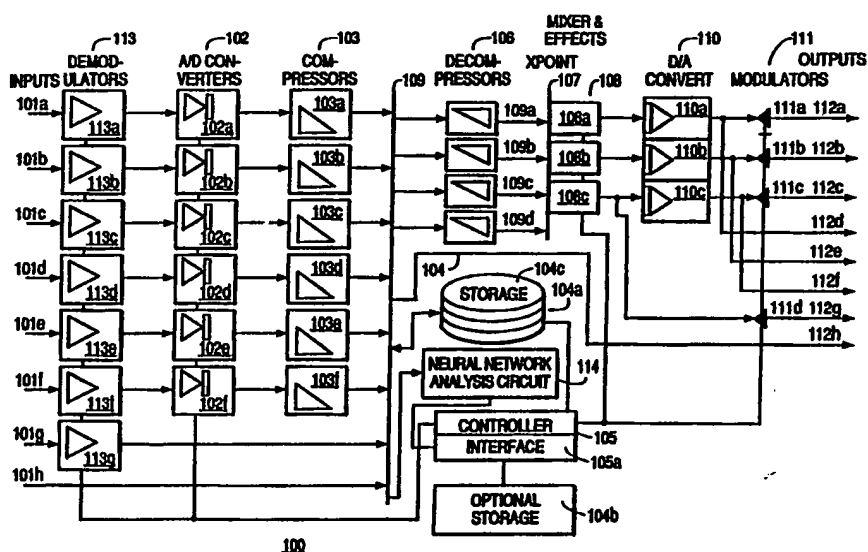 113
DEMOD-
ULATORS
102
A/D CON-
VERTERS
103
COM-
PRESSORS
106
DECOM-
PRESSORS
MIXER &
EFFECTS
XPOINT
110
D/A
CONVERT
111
MODULATORS
OUTPUTS
INPUTS
109
107
108
101a
113a
102a
103a
109a
108a
110a
111a 112a
101b
113b
102b
103b
109b
108b
110b
111b 112b
101c
113c
102c
103c
109c
108c
110c
111c 112c
109d
112d
112e
101d
113d
102d
103d
104
104c
STORAGE
104a
112f
111d 112g
112h
101e
113e
102e
103e
NEURAL NETWORK
ANALYSIS CIRCUIT
114
101f
113f
102f
103f
CONTROLLER
105
INTERFACE
105a
101g
113g
101h
OPTIONAL
STORAGE
104b
100